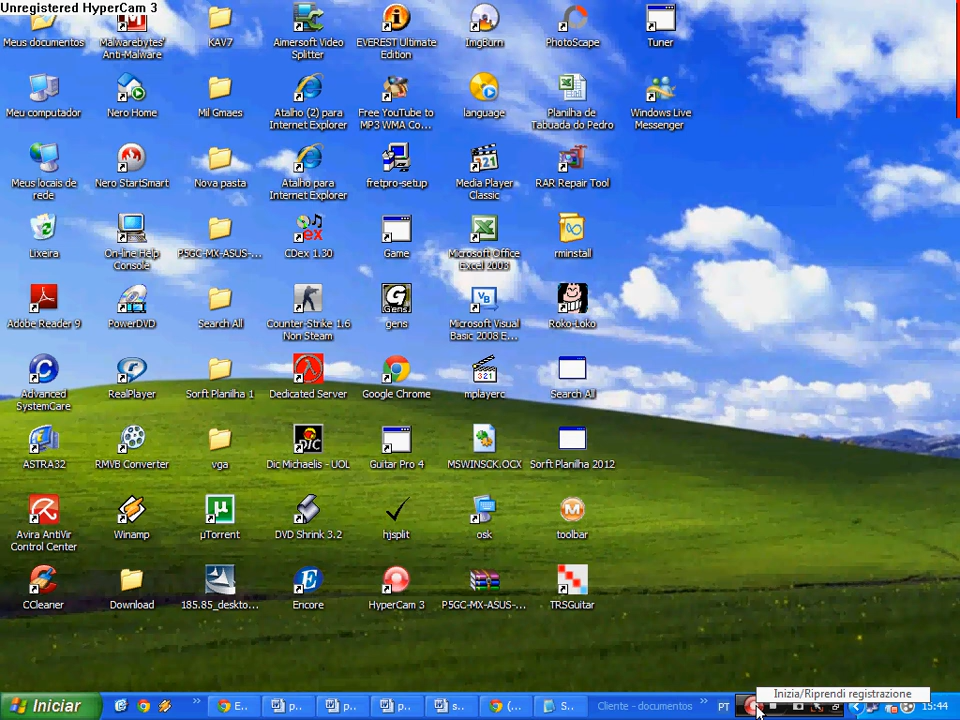 Unregistered HyperCam 3
Meus documentos
Malwarebytes'
Anti-Malware
KAV7
Aimersoft Video
Splitter
EVEREST Ultimate
Edition
ImgBurn
PhotoScape
Tuner
Meu computador
Nero Home
Mil Gmaes
Atalho (2) para
Internet Explorer
Free YouTube to
MP3 WMA Co...
language
Planilha de
Tabuada do Pedro
Windows Live
Messenger
Meus locais de
rede
Nero StartSmart
Nova pasta
Atalho para
Internet Explorer
fretpro-setup
Media Player
Classic
RAR Repair Tool
Lixeira
On-line Help
Console
P5GC-MX-ASUS-...
CDex 1.30
Game
Microsoft Office
Excel 2003
rminstall
Adobe Reader 9
PowerDVD
Search All
Counter-Strike 1.6
Non Steam
gens
Microsoft Visual
Basic 2008 E...
Roko-Loko
Advanced
SystemCare
RealPlayer
Sorft Planilha 1
Dedicated Server
Google Chrome
mplayerc
Search All
ASTRA32
RMVB Converter
vga
Dic Michaelis - UOL
Guitar Pro 4
MSWINSCK.OCX
Sorft Planilha 2012
Avira AntiVir
Control Center
Winamp
µTorrent
DVD Shrink 3.2
hjsplit
osk
toolbar
CCleaner
Download
185.85_deskto...
Encore
HyperCam 3
P5GC-MX-ASUS-...
TRSGuitar
Inizia/Riprendi registrazione
Iniciar
E...
p...
p...
p...
s...
(...
S...
Cliente - documentos
PT
15:44